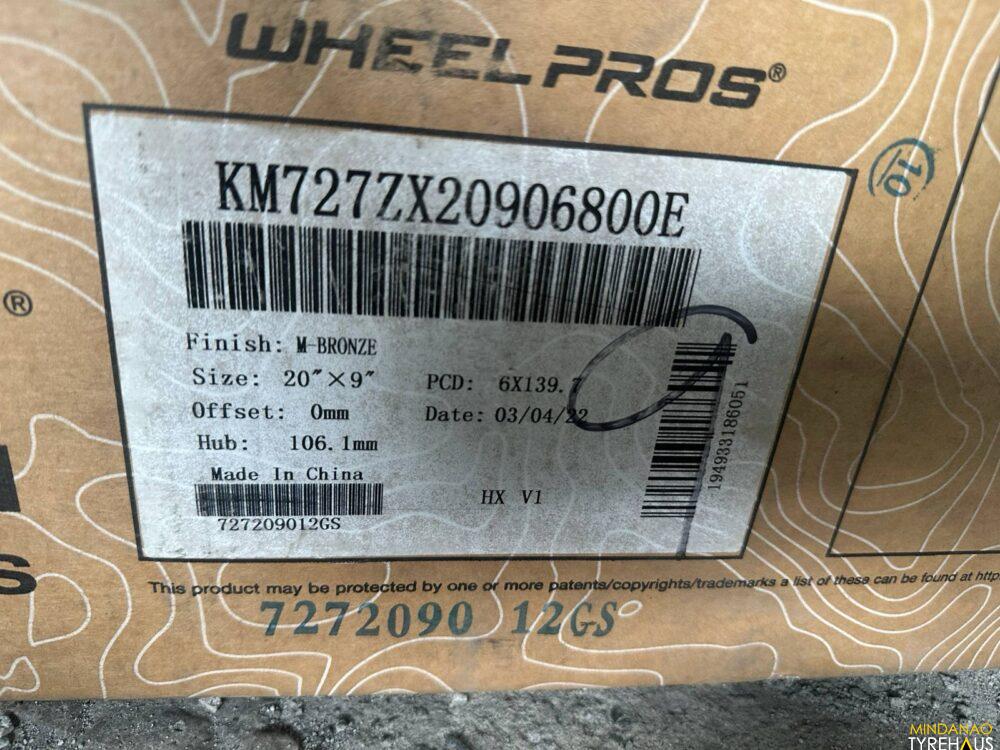 WHEEL PROS®
10
KM727ZX20906800E
®
Finish: M-BRONZE
Size: 20"×9"
PCD: 6X139.7
Offset: 0mm
Date: 03/04/22
Hub: 106.1mm
Made In China
HX V1
727209012GS
194933186051
S
This product may be protected by one or more patents/copyrights/trademarks a list of these can be found at http
7272090 12GS
MINDANAO
TYREHAUS